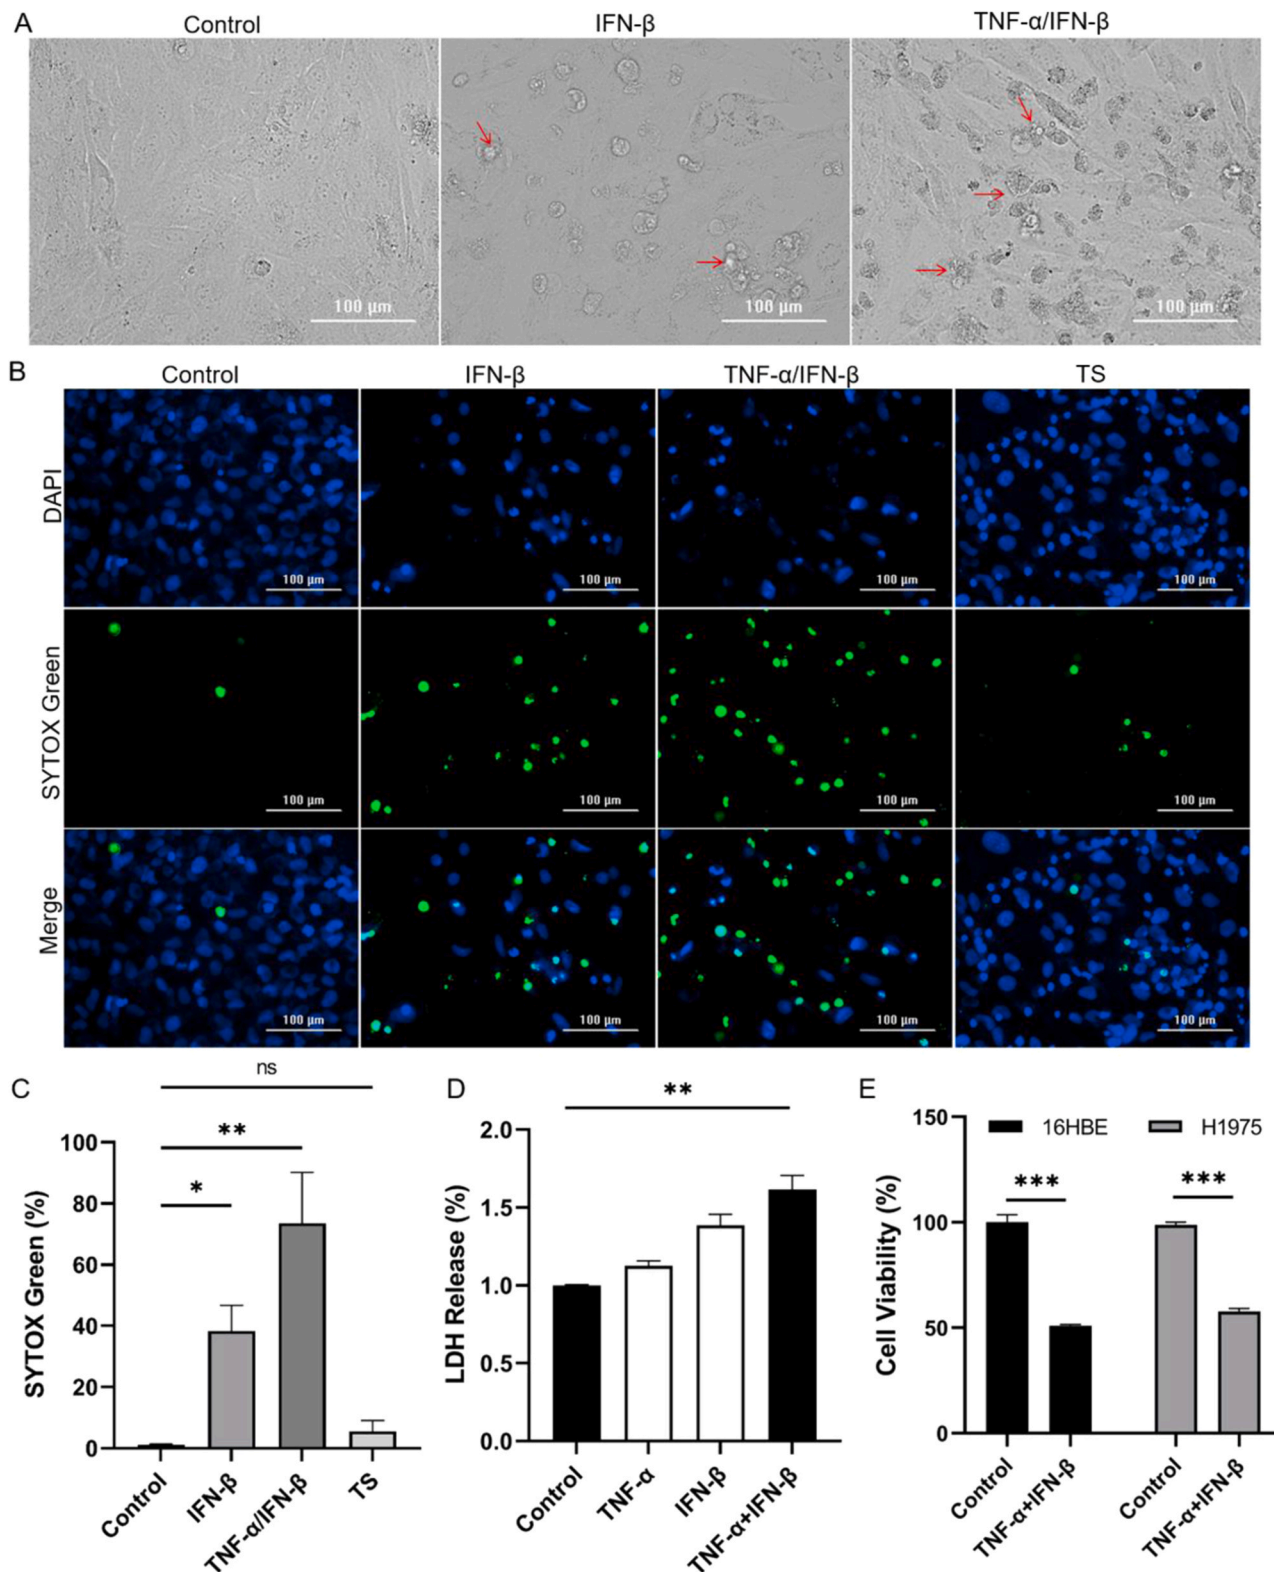 A
Control
IFN-β
TNF-α/IFN-β
100 μm
100 μm
100 μm
B
Control
IFN-β
TNF-α/IFN-β
TS
DAPI
100 μm
100 μm
100 μm
100 μm
SYTOX Green
100 μm
100 μm
100 μm
100 μm
Merge
100 μm
100 μm
100 μm
100 μm
C
ns
**
*
SYTOX Green (%)
100
80
60
40
20
0
Control
IFN-β
TNF-α/IFN-β
TS
D
**
LDH Release (%)
2.0
1.5
1.0
0.5
0.0
Control
TNF-α
IFN-β
TNF-α+IFN-β
E
16HBE
H1975
***
***
Cell Viability (%)
150
100
50
0
Control
TNF-α+IFN-β
Control
TNF-α+IFN-β